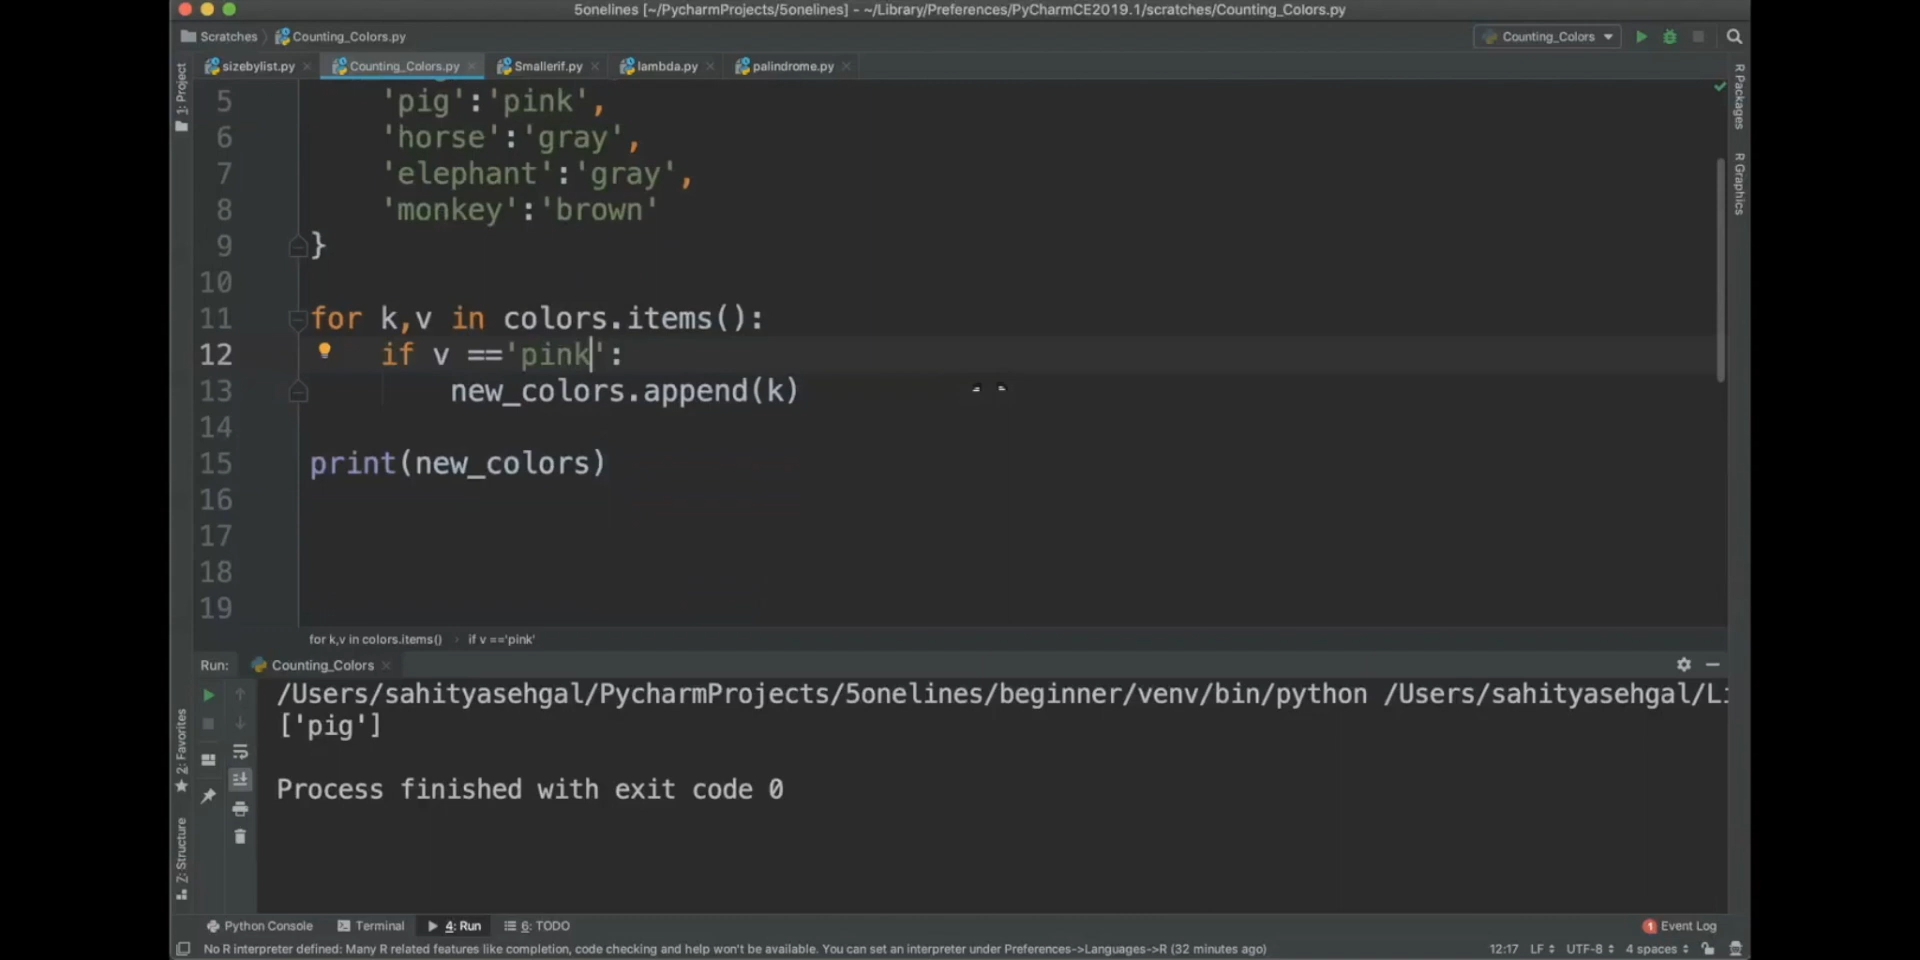 5onelines [~/PycharmProjects/5onelines] - ~/Library/Preferences/PyCharmCE2019.1/scratches/Counting_Colors.py
Scratches Counting_Colors.py Counting_Colors
sizebylist.py Counting_Colors.py Smallerif.py lambda.py palindrome.py
1: Project
R Packages
R Graphics
5 'pig':'pink',
6 'horse':'gray',
7 'elephant':'gray',
8 'monkey':'brown'
9 }
10
11 for k,v in colors.items():
12 if v =='pink':
13 new_colors.append(k)
14
15 print(new_colors)
16
17
18
19
for k,v in colors.items() › if v =='pink'
Run: Counting_Colors
/Users/sahityasehgal/PycharmProjects/5onelines/beginner/venv/bin/python /Users/sahityasehgal/Li
['pig']
Process finished with exit code 0
2: Favorites
Z: Structure
Python Console Terminal 4: Run 6: TODO 1 Event Log
No R interpreter defined: Many R related features like completion, code checking and help won't be available. You can set an interpreter under Preferences->Languages->R (32 minutes ago) 12:17 LF UTF-8 4 spaces